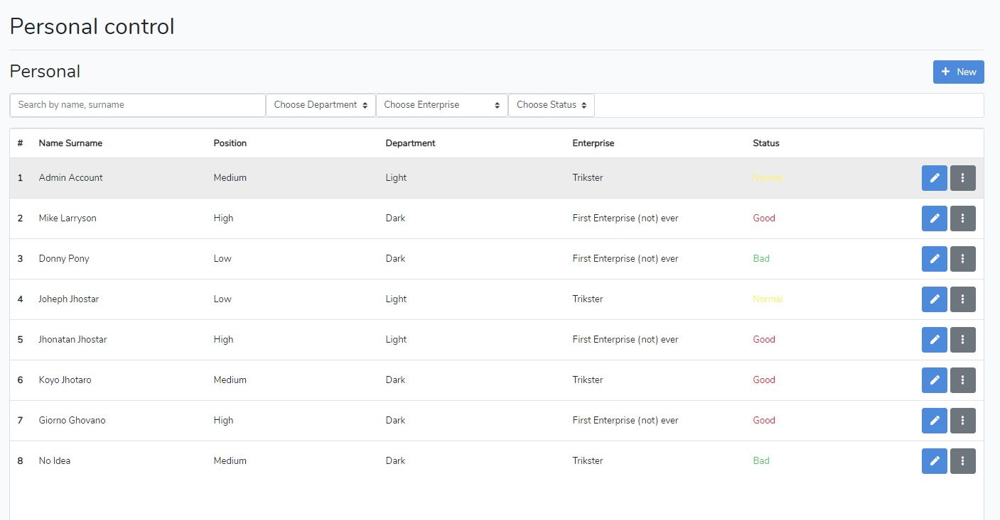 Personal control
Personal
New
Search by name, surname Choose Department Choose Enterprise Choose Status
# Name Surname Position Department Enterprise Status
1 Admin Account Medium Light Trikster Normal
2 Mike Larryson High Dark First Enterprise (not) ever Good
3 Donny Pony Low Dark First Enterprise (not) ever Bad
4 Joheph Jhostar Low Light Trikster Normal
5 Jhonatan Jhostar High Light First Enterprise (not) ever Good
6 Koyo Jhotaro Medium Dark Trikster Good
7 Giorno Ghovano High Dark First Enterprise (not) ever Good
8 No Idea Medium Dark Trikster Bad